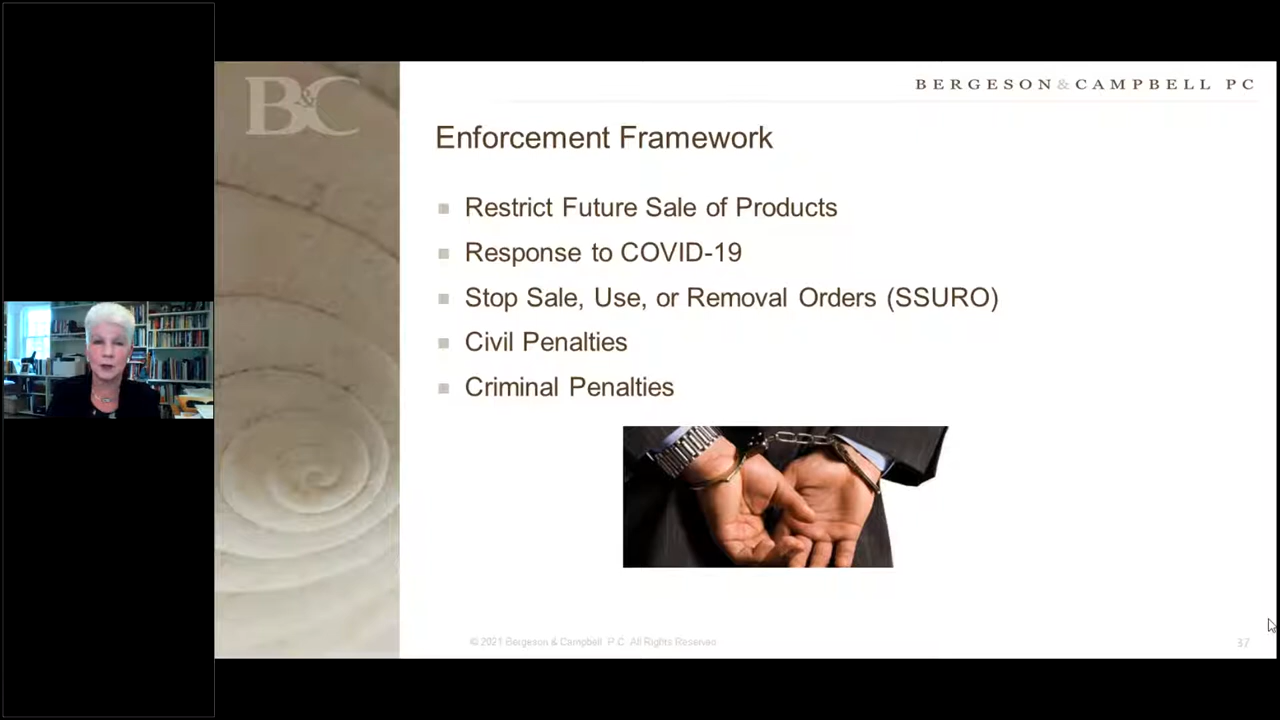 B&C
BERGESON&CAMPBELL PC
Enforcement Framework
Restrict Future Sale of Products
Response to COVID-19
Stop Sale, Use, or Removal Orders (SSURO)
Civil Penalties
Criminal Penalties
© 2021 Bergeson & Campbell P.C. All Rights Reserved
37